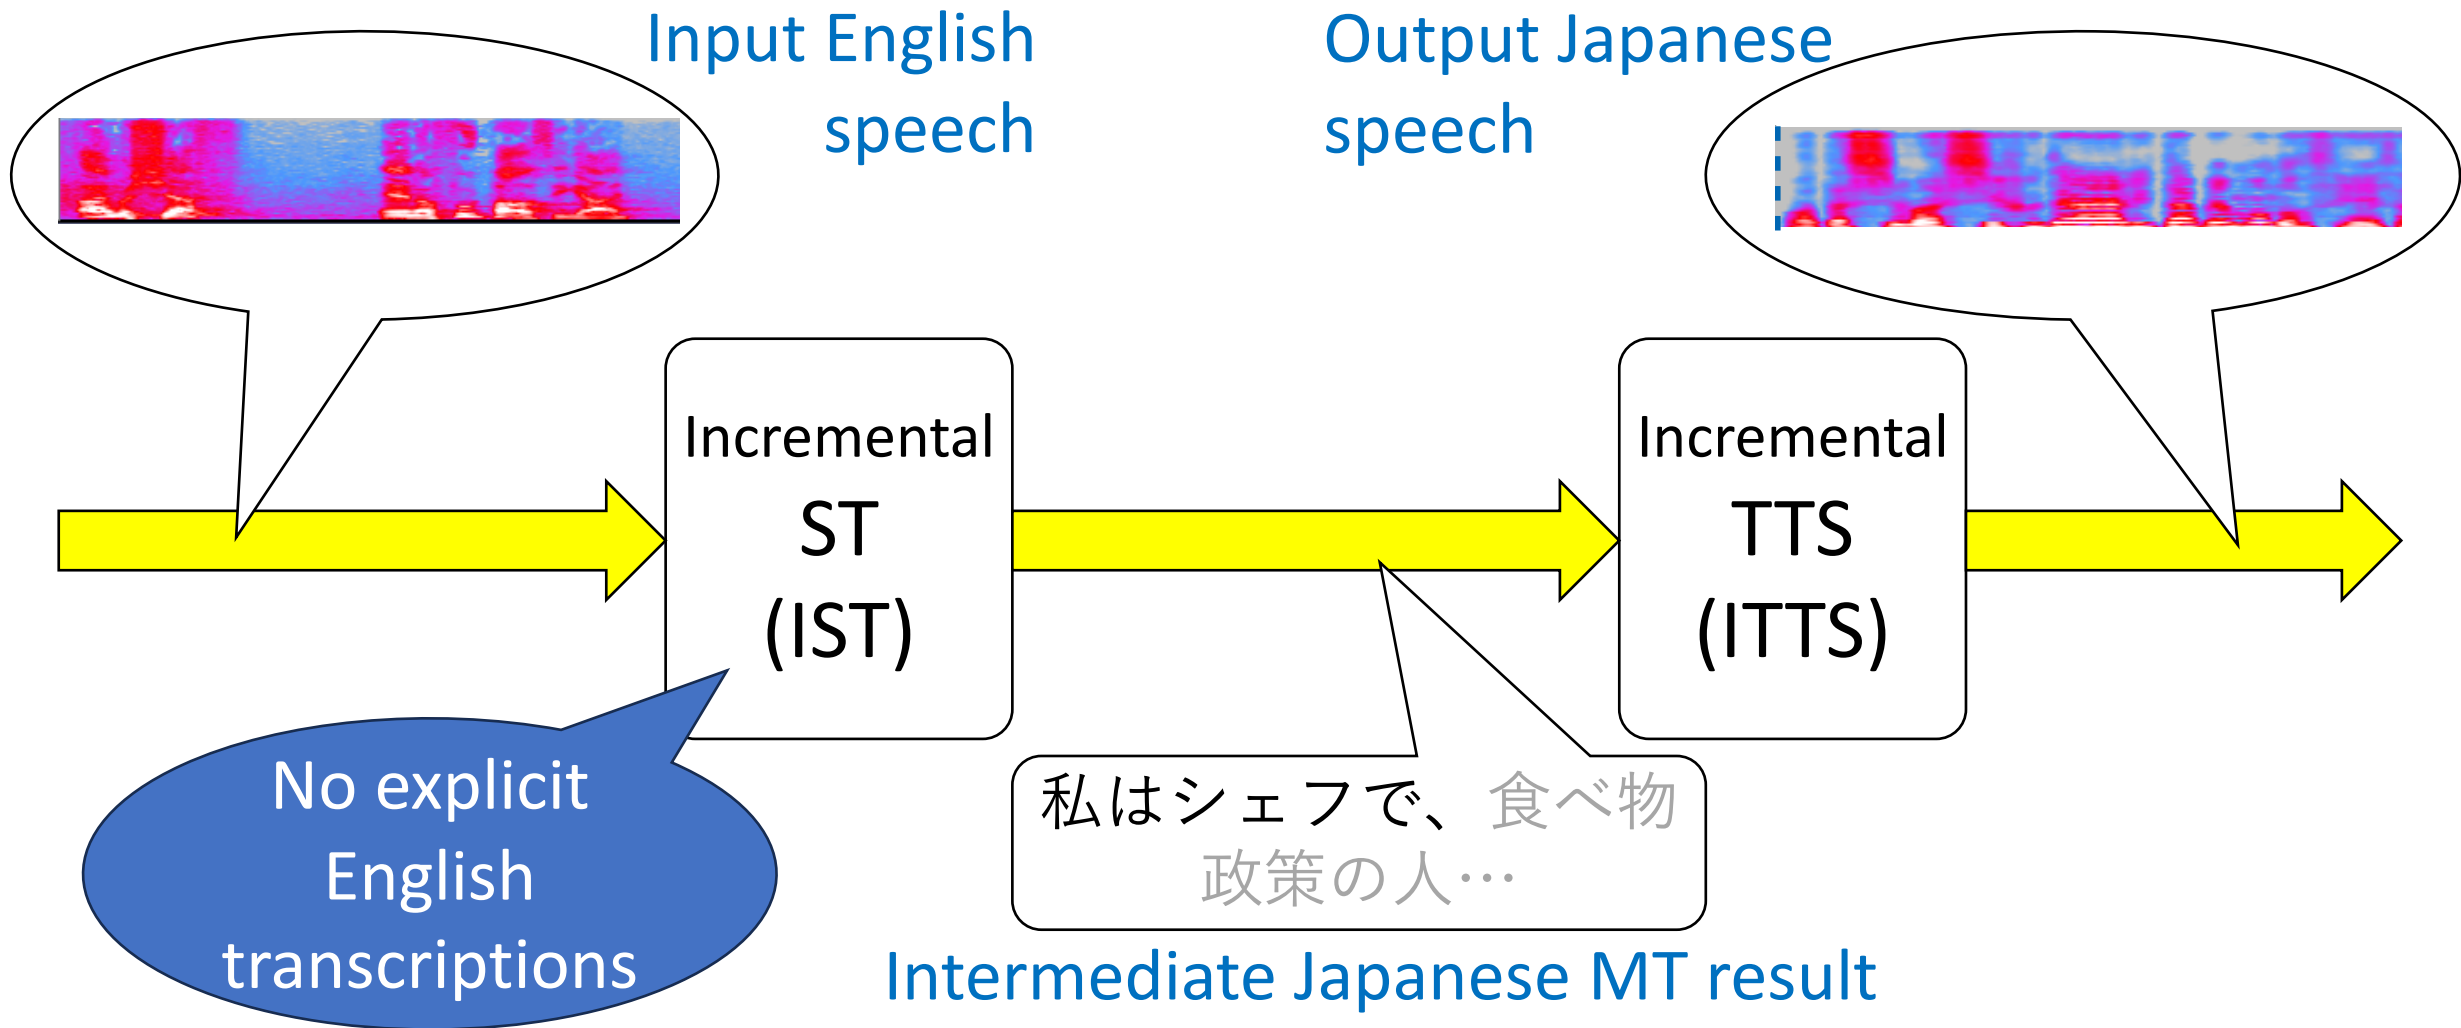 Input English
speech
Output Japanese
speech
Incremental
ST
(IST)
Incremental
TTS
(ITTS)
No explicit
English
transcriptions
私はシェフで、食べ物
政策の人…
Intermediate Japanese MT result